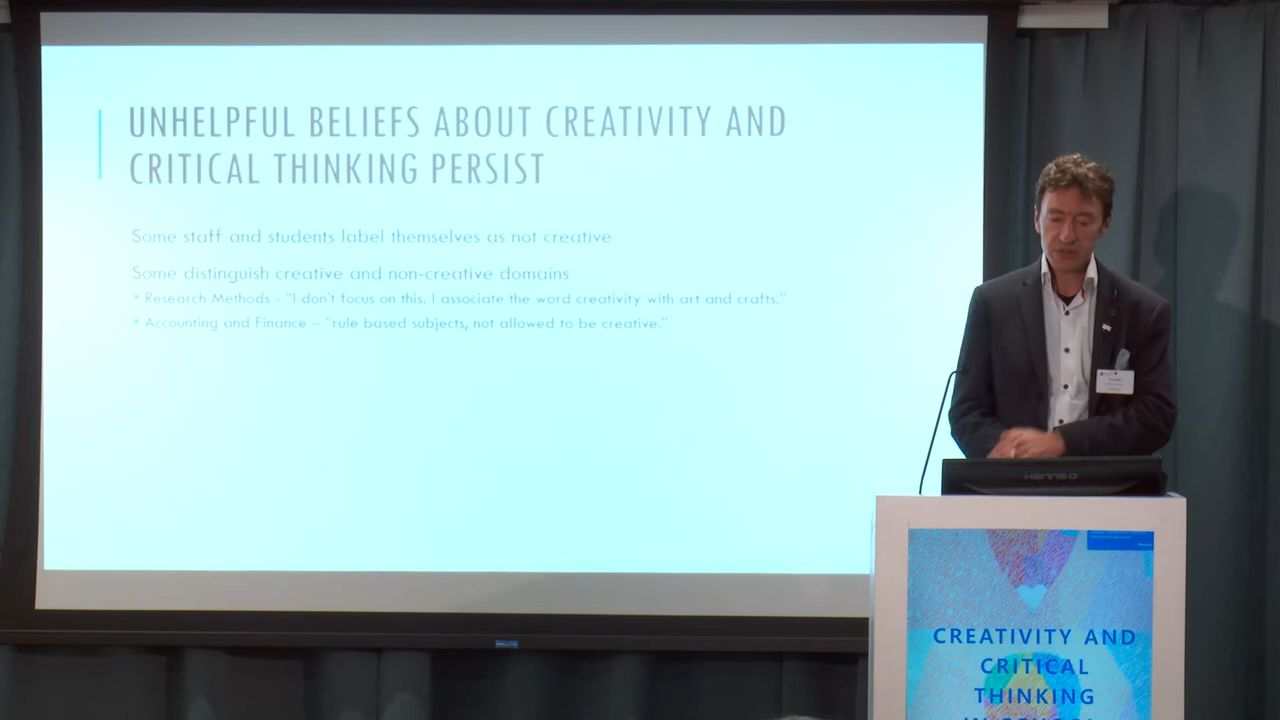 UNHELPFUL BELIEFS ABOUT CREATIVITY AND
CRITICAL THINKING PERSIST
Some staff and students label themselves as not creative
Some distinguish creative and non-creative domains
* Research Methods - "I don't focus on this. I associate the word creativity with art and crafts."
* Accounting and Finance – "rule based subjects, not allowed to be creative."
CREATIVITY AND
CRITICAL
THINKING
IN SCHOOL